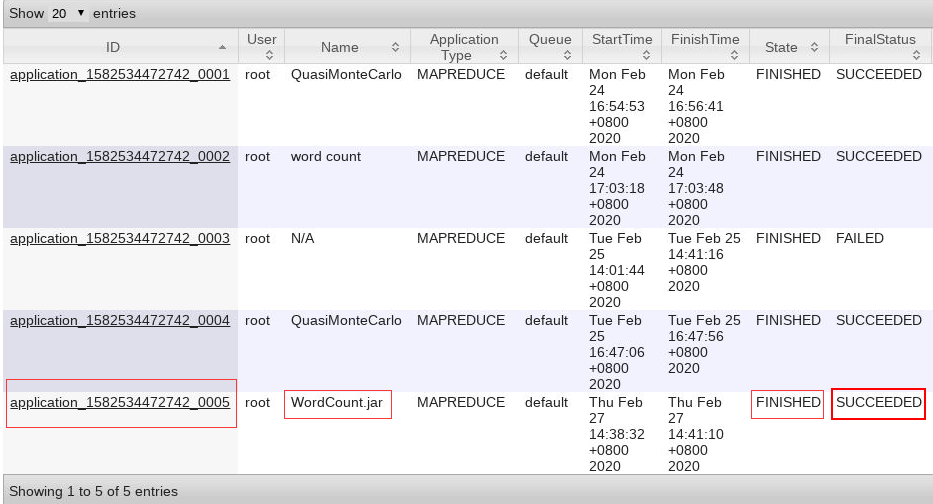 Show 20 entries
ID User Name Application Type Queue StartTime FinishTime State FinalStatus
application_1582534472742_0001 root QuasiMonteCarlo MAPREDUCE default Mon Feb 24 16:54:53 +0800 2020 Mon Feb 24 16:56:41 +0800 2020 FINISHED SUCCEEDED
application_1582534472742_0002 root word count MAPREDUCE default Mon Feb 24 17:03:18 +0800 2020 Mon Feb 24 17:03:48 +0800 2020 FINISHED SUCCEEDED
application_1582534472742_0003 root N/A MAPREDUCE default Tue Feb 25 14:01:44 +0800 2020 Tue Feb 25 14:41:16 +0800 2020 FINISHED FAILED
application_1582534472742_0004 root QuasiMonteCarlo MAPREDUCE default Tue Feb 25 16:47:06 +0800 2020 Tue Feb 25 16:47:56 +0800 2020 FINISHED SUCCEEDED
application_1582534472742_0005 root WordCount.jar MAPREDUCE default Thu Feb 27 14:38:32 +0800 2020 Thu Feb 27 14:41:10 +0800 2020 FINISHED SUCCEEDED
Showing 1 to 5 of 5 entries